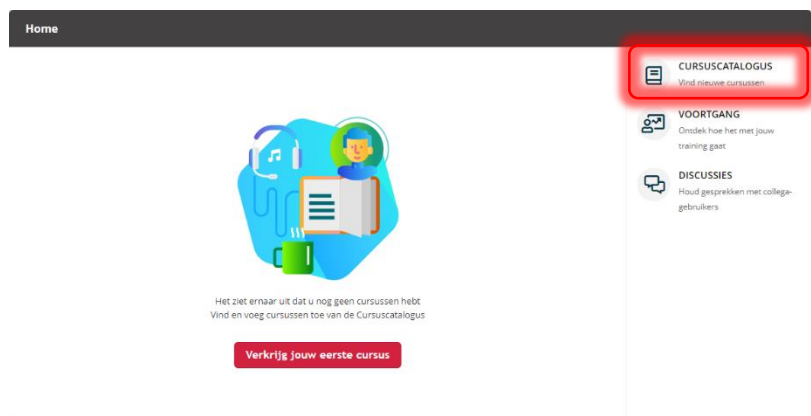 Home
Het ziet ernaar uit dat u nog geen cursussen hebt
Vind en voeg cursussen toe van de Cursuscatalogus
Verkrijg jouw eerste cursus
CURSUSCATALOGUS
Vind nieuwe cursussen
VOORTGANG
Ontdek hoe het met jouw
training gaat
DISCUSSIES
Houd gesprekken met collega-
gebruikers